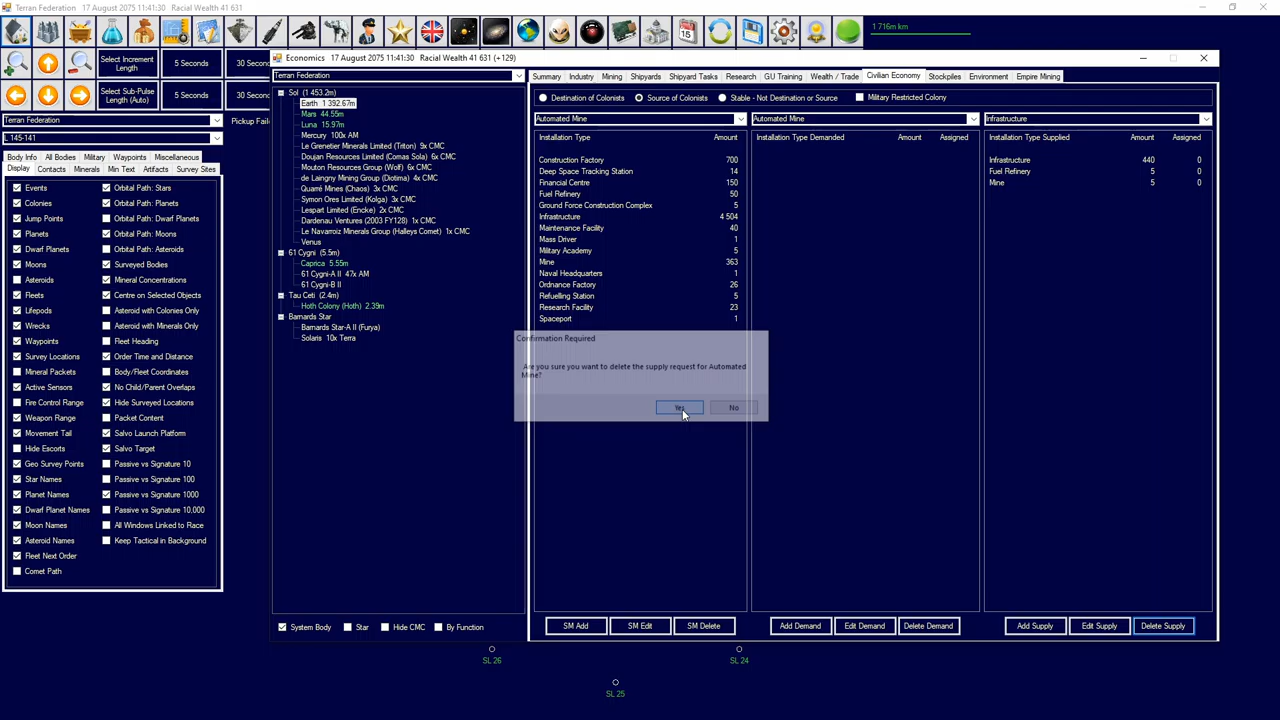 Terran Federation    17 August 2075 11:41:30    Racial Wealth 41 631
1 716m km
Select Increment Length
5 Seconds
30 Secon
Select Sub-Pulse Length (Auto)
5 Seconds
30 Secon
Terran Federation
Pickup Faile
L 145-141
Body Info All Bodies Military Waypoints Miscellaneous
Display Contacts Minerals Min Text Artifacts Survey Sites
Events Orbital Path: Stars
Colonies Orbital Path: Planets
Jump Points Orbital Path: Dwarf Planets
Planets Orbital Path: Moons
Dwarf Planets Orbital Path: Asteroids
Moons Surveyed Bodies
Asteroids Mineral Concentrations
Fleets Centre on Selected Objects
Lifepods Asteroid with Colonies Only
Wrecks Asteroid with Minerals Only
Waypoints Fleet Heading
Survey Locations Order Time and Distance
Mineral Packets Body/Fleet Coordinates
Active Sensors No Child/Parent Overlaps
Fire Control Range Hide Surveyed Locations
Weapon Range Packet Content
Movement Tail Salvo Launch Platform
Hide Escorts Salvo Target
Geo Survey Points Passive vs Signature 10
Star Names Passive vs Signature 100
Planet Names Passive vs Signature 1000
Dwarf Planet Names Passive vs Signature 10,000
Moon Names All Windows Linked to Race
Asteroid Names Keep Tactical in Background
Fleet Next Order
Comet Path
Economics    17 August 2075 11:41:30    Racial Wealth 41 631    (+129)
Terran Federation
Sol (1 453.2m)
Earth 1 392.67m
Mars 44.55m
Luna 15.97m
Mercury 100x AM
Le Grenetier Minerals Limited (Triton) 9x CMC
Doujan Resources Limited (Comas Sola) 6x CMC
Mouton Resources Group (Wolf) 6x CMC
de Laingny Mining Group (Diotima) 4x CMC
Quarré Mines (Chaos) 3x CMC
Symon Ores Limited (Kolga) 3x CMC
Lespart Limited (Encke) 2x CMC
Dardenau Ventures (2003 FY128) 1x CMC
Le Navarroiz Minerals Group (Halleys Comet) 1x CMC
Venus
61 Cygni (5.5m)
Caprica 5.55m
61 Cygni-A II 47x AM
61 Cygni-B II
Tau Ceti (2.4m)
Hoth Colony (Hoth) 2.39m
Barnards Star
Barnards Star-A II (Furya)
Solaris 10x Terra
System Body Star Hide CMC By Function
Summary Industry Mining Shipyards Shipyard Tasks Research GU Training Wealth / Trade Civilian Economy Stockpiles Environment Empire Mining
Destination of Colonists Source of Colonists Stable - Not Destination or Source Military Restricted Colony
Automated Mine
Installation Type Amount
Construction Factory 700
Deep Space Tracking Station 14
Financial Centre 150
Fuel Refinery 50
Ground Force Construction Complex 5
Infrastructure 4 504
Maintenance Facility 40
Mass Driver 1
Military Academy 5
Mine 363
Naval Headquarters 1
Ordnance Factory 26
Refuelling Station 5
Research Facility 23
Spaceport 1
SM Add SM Edit SM Delete
Automated Mine
Installation Type Demanded Amount Assigned
Add Demand Edit Demand Delete Demand
Infrastructure
Installation Type Supplied Amount Assigned
Infrastructure 440 0
Fuel Refinery 5 0
Mine 5 0
Add Supply Edit Supply Delete Supply
Confirmation Required
Are you sure you want to delete the supply request for Automated
Mine?
Yes No
SL 26
SL 24
SL 25